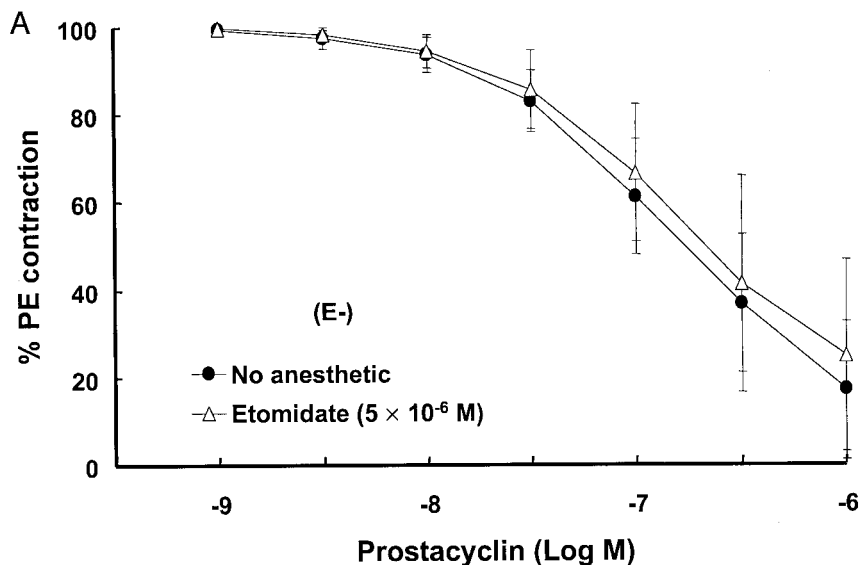 A
100
80
60
40
20
0
% PE contraction
(E-)
No anesthetic
Etomidate (5 × 10⁻⁶ M)
-9
-8
-7
-6
Prostacyclin (Log M)